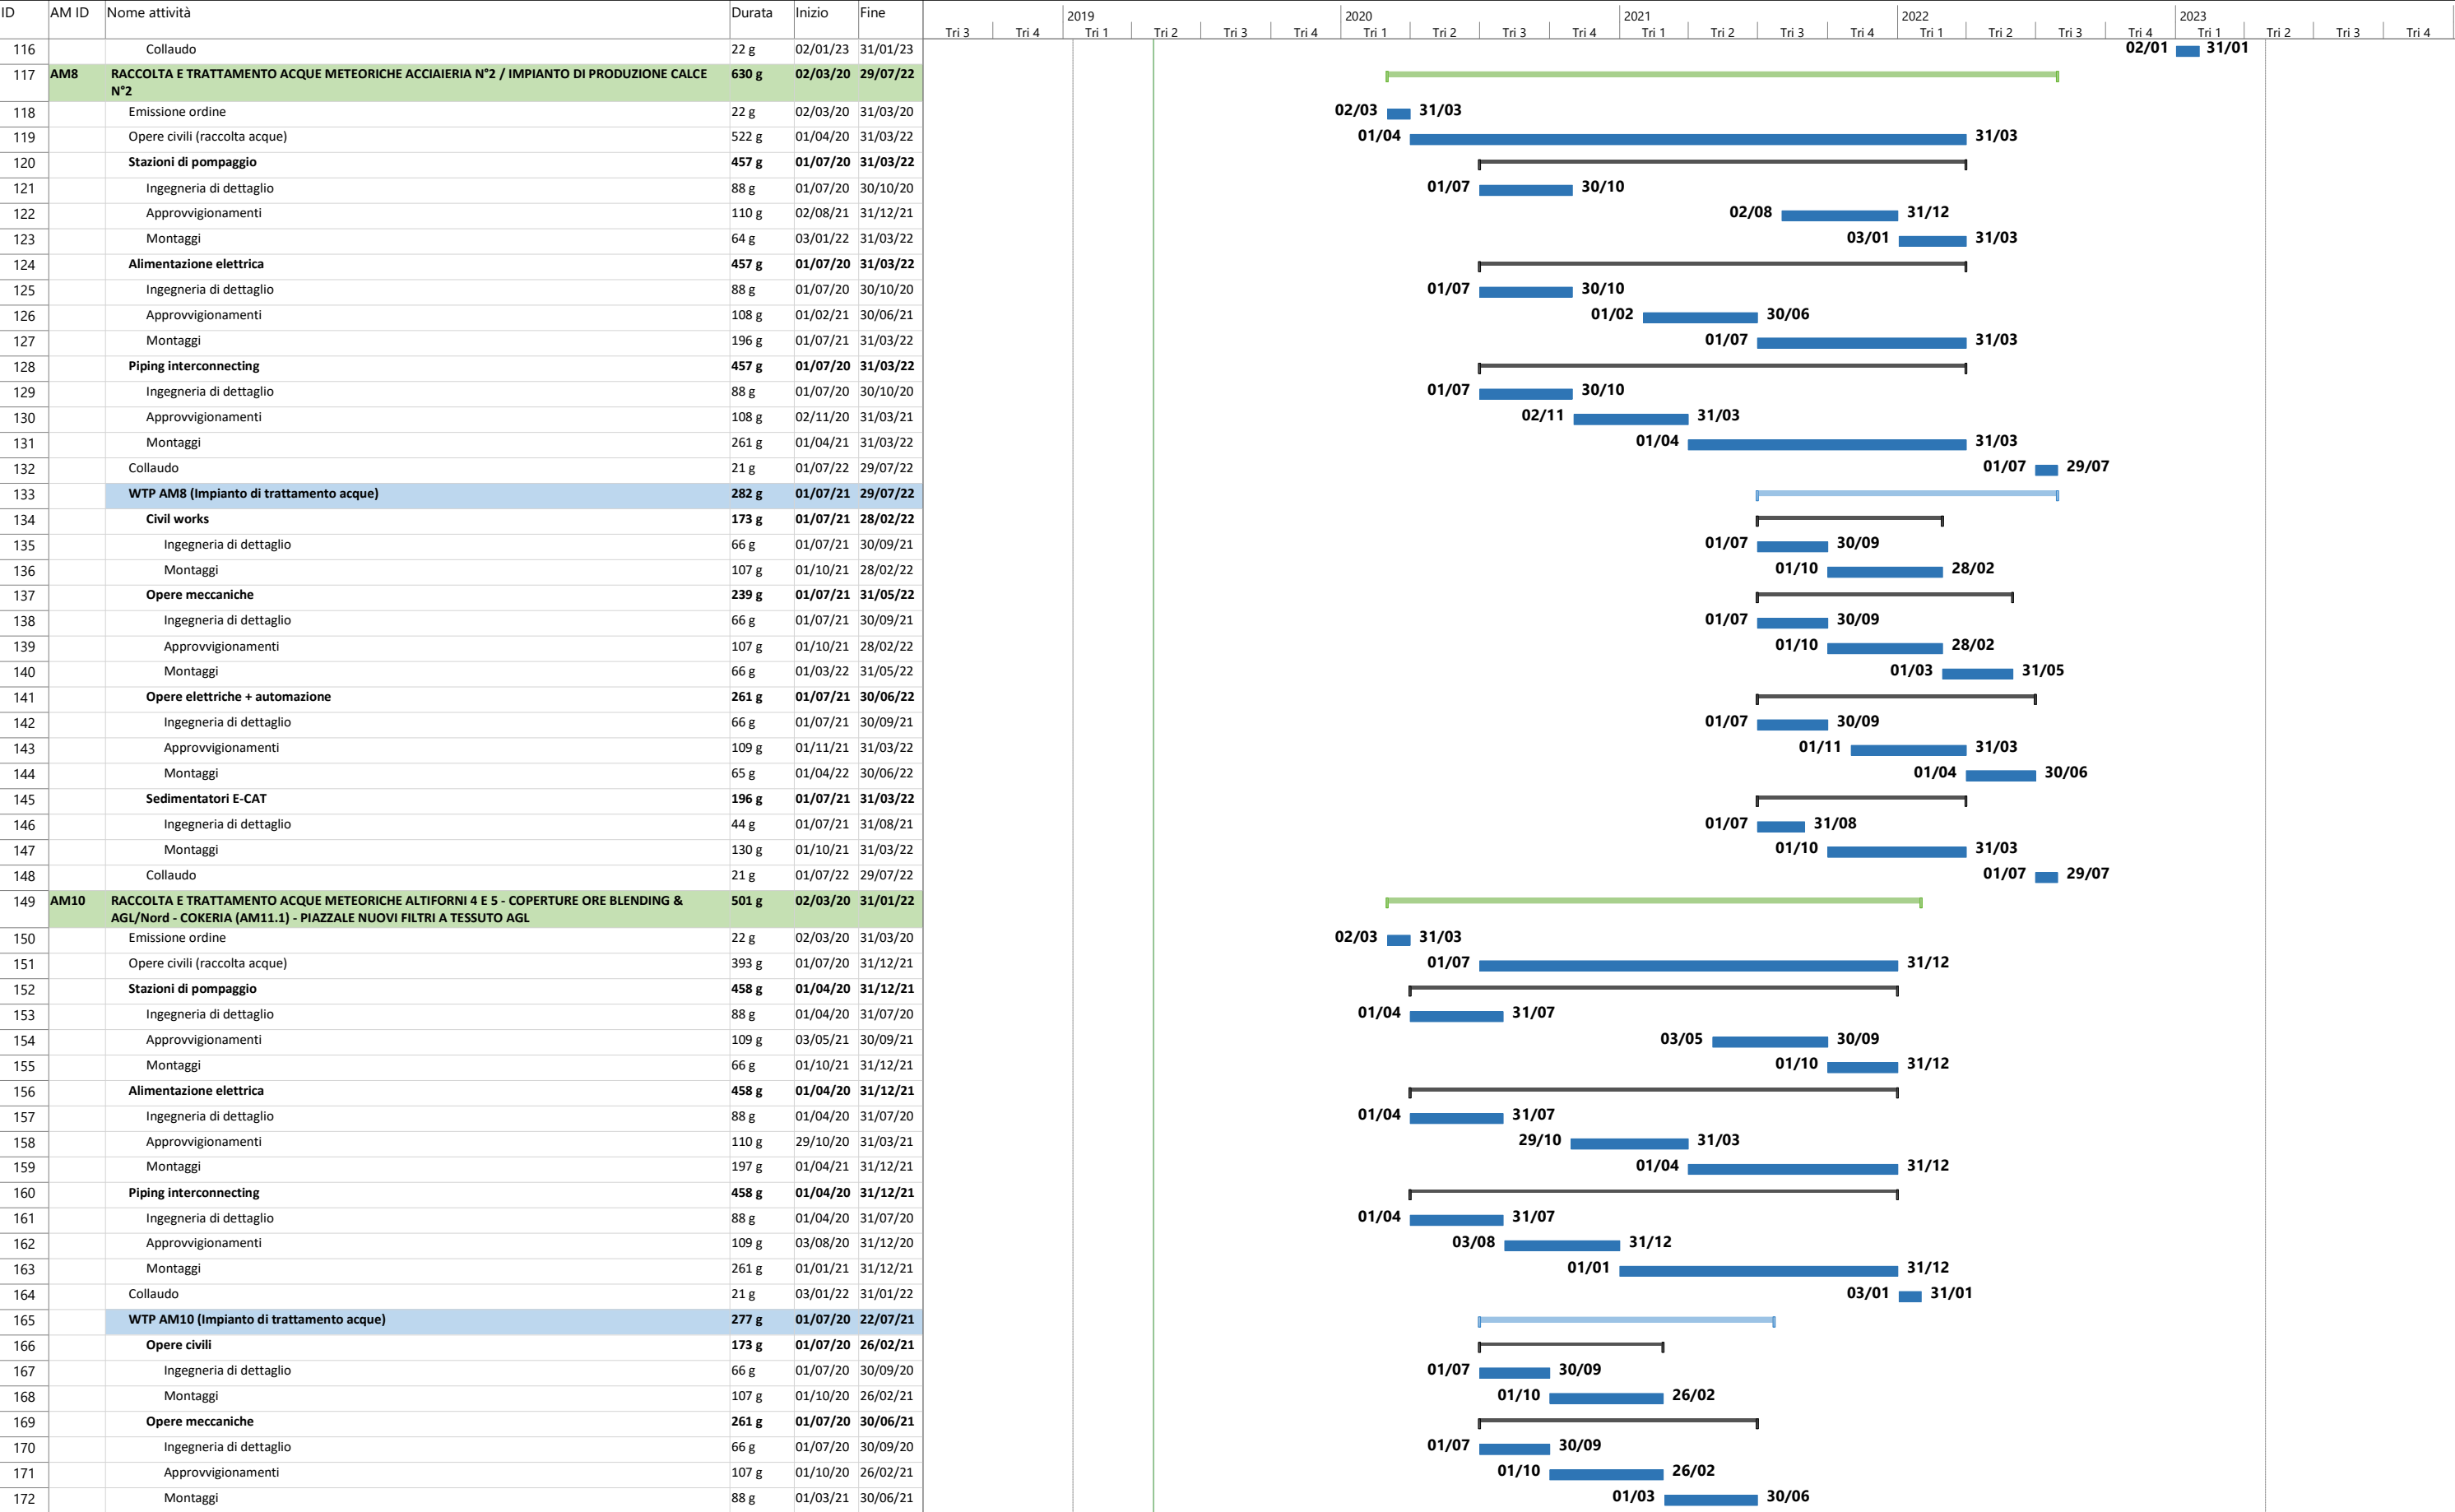 ID AM ID Nome attività Durata Inizio Fine 2019 2020 2021 2022 2023
Tri 3 Tri 4 Tri 1 Tri 2 Tri 3 Tri 4 Tri 1 Tri 2 Tri 3 Tri 4 Tri 1 Tri 2 Tri 3 Tri 4 Tri 1 Tri 2 Tri 3 Tri 4 Tri 1 Tri 2 Tri 3 Tri 4
116 Collaudo 22 g 02/01/23 31/01/23 02/01 31/01
117 AM8 RACCOLTA E TRATTAMENTO ACQUE METEORICHE ACCIAIERIA N°2 / IMPIANTO DI PRODUZIONE CALCE 630 g 02/03/20 29/07/22
N°2
118 Emissione ordine 22 g 02/03/20 31/03/20 02/03 31/03
119 Opere civili (raccolta acque) 522 g 01/04/20 31/03/22 01/04 31/03
120 Stazioni di pompaggio 457 g 01/07/20 31/03/22
121 Ingegneria di dettaglio 88 g 01/07/20 30/10/20 01/07 30/10
122 Approvvigionamenti 110 g 02/08/21 31/12/21 02/08 31/12
123 Montaggi 64 g 03/01/22 31/03/22 03/01 31/03
124 Alimentazione elettrica 457 g 01/07/20 31/03/22
125 Ingegneria di dettaglio 88 g 01/07/20 30/10/20 01/07 30/10
126 Approvvigionamenti 108 g 01/02/21 30/06/21 01/02 30/06
127 Montaggi 196 g 01/07/21 31/03/22 01/07 31/03
128 Piping interconnecting 457 g 01/07/20 31/03/22
129 Ingegneria di dettaglio 88 g 01/07/20 30/10/20 01/07 30/10
130 Approvvigionamenti 108 g 02/11/20 31/03/21 02/11 31/03
131 Montaggi 261 g 01/04/21 31/03/22 01/04 31/03
132 Collaudo 21 g 01/07/22 29/07/22 01/07 29/07
133 WTP AM8 (Impianto di trattamento acque) 282 g 01/07/21 29/07/22
134 Civil works 173 g 01/07/21 28/02/22
135 Ingegneria di dettaglio 66 g 01/07/21 30/09/21 01/07 30/09
136 Montaggi 107 g 01/10/21 28/02/22 01/10 28/02
137 Opere meccaniche 239 g 01/07/21 31/05/22
138 Ingegneria di dettaglio 66 g 01/07/21 30/09/21 01/07 30/09
139 Approvvigionamenti 107 g 01/10/21 28/02/22 01/10 28/02
140 Montaggi 66 g 01/03/22 31/05/22 01/03 31/05
141 Opere elettriche + automazione 261 g 01/07/21 30/06/22
142 Ingegneria di dettaglio 66 g 01/07/21 30/09/21 01/07 30/09
143 Approvvigionamenti 109 g 01/11/21 31/03/22 01/11 31/03
144 Montaggi 65 g 01/04/22 30/06/22 01/04 30/06
145 Sedimentatori E-CAT 196 g 01/07/21 31/03/22
146 Ingegneria di dettaglio 44 g 01/07/21 31/08/21 01/07 31/08
147 Montaggi 130 g 01/10/21 31/03/22 01/10 31/03
148 Collaudo 21 g 01/07/22 29/07/22 01/07 29/07
149 AM10 RACCOLTA E TRATTAMENTO ACQUE METEORICHE ALTIFORNI 4 E 5 - COPERTURE ORE BLENDING & 501 g 02/03/20 31/01/22
AGL/Nord - COKERIA (AM11.1) - PIAZZALE NUOVI FILTRI A TESSUTO AGL
150 Emissione ordine 22 g 02/03/20 31/03/20 02/03 31/03
151 Opere civili (raccolta acque) 393 g 01/07/20 31/12/21 01/07 31/12
152 Stazioni di pompaggio 458 g 01/04/20 31/12/21
153 Ingegneria di dettaglio 88 g 01/04/20 31/07/20 01/04 31/07
154 Approvvigionamenti 109 g 03/05/21 30/09/21 03/05 30/09
155 Montaggi 66 g 01/10/21 31/12/21 01/10 31/12
156 Alimentazione elettrica 458 g 01/04/20 31/12/21
157 Ingegneria di dettaglio 88 g 01/04/20 31/07/20 01/04 31/07
158 Approvvigionamenti 110 g 29/10/20 31/03/21 29/10 31/03
159 Montaggi 197 g 01/04/21 31/12/21 01/04 31/12
160 Piping interconnecting 458 g 01/04/20 31/12/21
161 Ingegneria di dettaglio 88 g 01/04/20 31/07/20 01/04 31/07
162 Approvvigionamenti 109 g 03/08/20 31/12/20 03/08 31/12
163 Montaggi 261 g 01/01/21 31/12/21 01/01 31/12
164 Collaudo 21 g 03/01/22 31/01/22 03/01 31/01
165 WTP AM10 (Impianto di trattamento acque) 277 g 01/07/20 22/07/21
166 Opere civili 173 g 01/07/20 26/02/21
167 Ingegneria di dettaglio 66 g 01/07/20 30/09/20 01/07 30/09
168 Montaggi 107 g 01/10/20 26/02/21 01/10 26/02
169 Opere meccaniche 261 g 01/07/20 30/06/21
170 Ingegneria di dettaglio 66 g 01/07/20 30/09/20 01/07 30/09
171 Approvvigionamenti 107 g 01/10/20 26/02/21 01/10 26/02
172 Montaggi 88 g 01/03/21 30/06/21 01/03 30/06